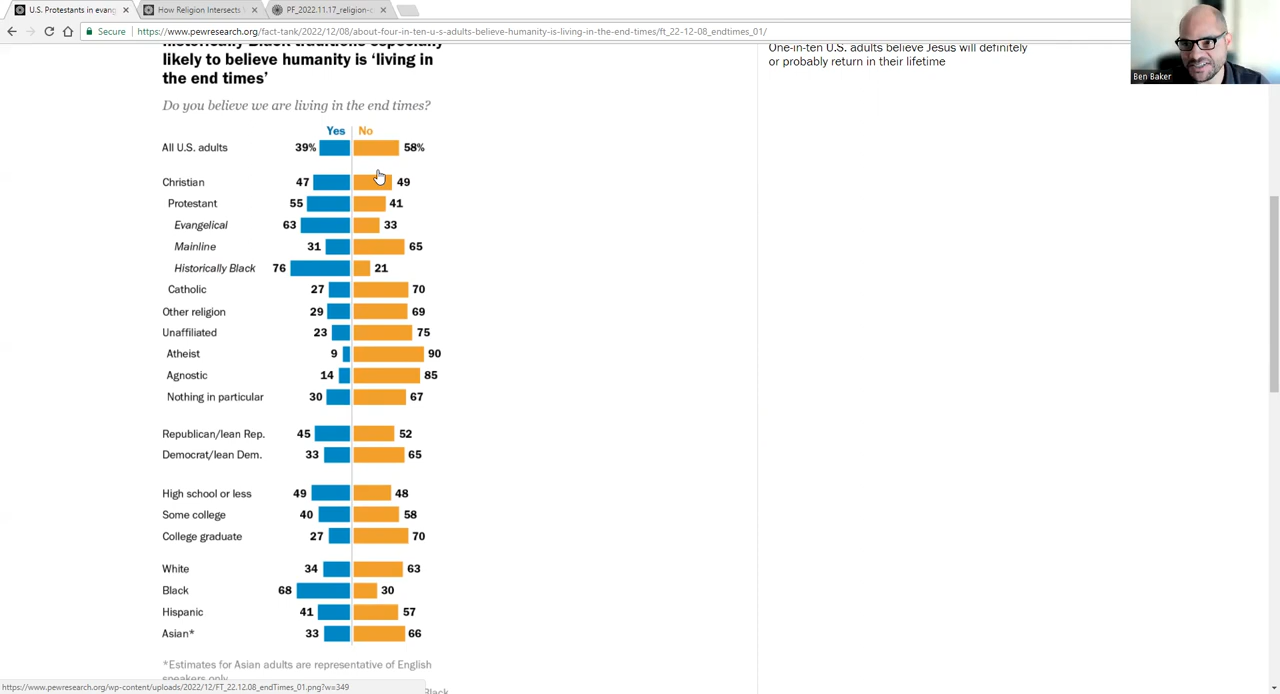 U.S. Protestants in evang
How Religion Intersects
PF_2022.11.17_religion-c
Secure
https://www.pewresearch.org/fact-tank/2022/12/08/about-four-in-ten-u-s-adults-believe-humanity-is-living-in-the-end-times/ft_22-12-08_endtimes_01/
historically Black traditions especially
likely to believe humanity is ‘living in
the end times’
Do you believe we are living in the end times?
Yes No
All U.S. adults 39% 58%
Christian 47 49
Protestant 55 41
Evangelical 63 33
Mainline 31 65
Historically Black 76 21
Catholic 27 70
Other religion 29 69
Unaffiliated 23 75
Atheist 9 90
Agnostic 14 85
Nothing in particular 30 67
Republican/lean Rep. 45 52
Democrat/lean Dem. 33 65
High school or less 49 48
Some college 40 58
College graduate 27 70
White 34 63
Black 68 30
Hispanic 41 57
Asian* 33 66
*Estimates for Asian adults are representative of English
speakers only.
Black
https://www.pewresearch.org/wp-content/uploads/2022/12/FT_22.12.08_endTimes_01.png?w=349
One-in-ten U.S. adults believe Jesus will definitely
or probably return in their lifetime
Ben Baker